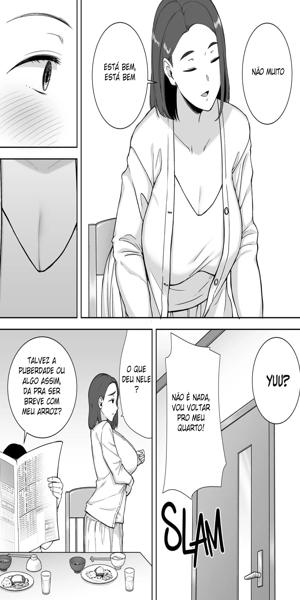 NÃO MUITO
ESTÁ BEM,
ESTÁ BEM
YUU?
NÃO É NADA,
VOU VOLTAR
PRO MEU
QUARTO!
SLAM
O QUE
DEU NELE
?
TALVEZ A
PUBERDADE OU
ALGO ASSIM,
DA PRA SER
BREVE COM
MEU ARROZ?